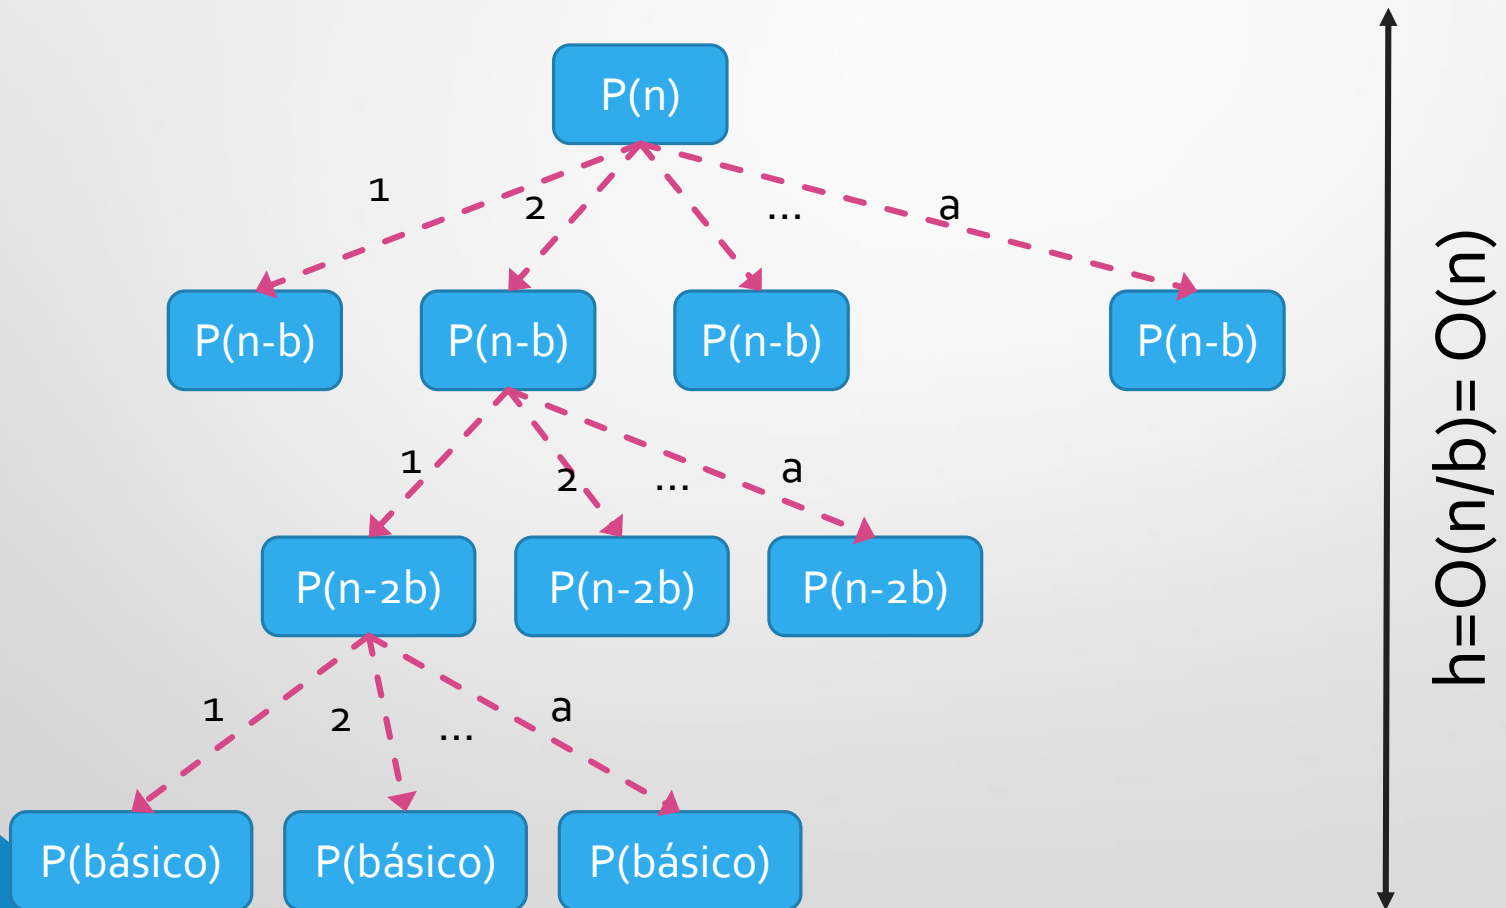 P(n)
1
2
...
a
P(n-b)
P(n-b)
P(n-b)
P(n-b)
1
2
...
a
P(n-2b)
P(n-2b)
P(n-2b)
1
2
...
a
P(básico)
P(básico)
P(básico)
h=O(n/b)= O(n)